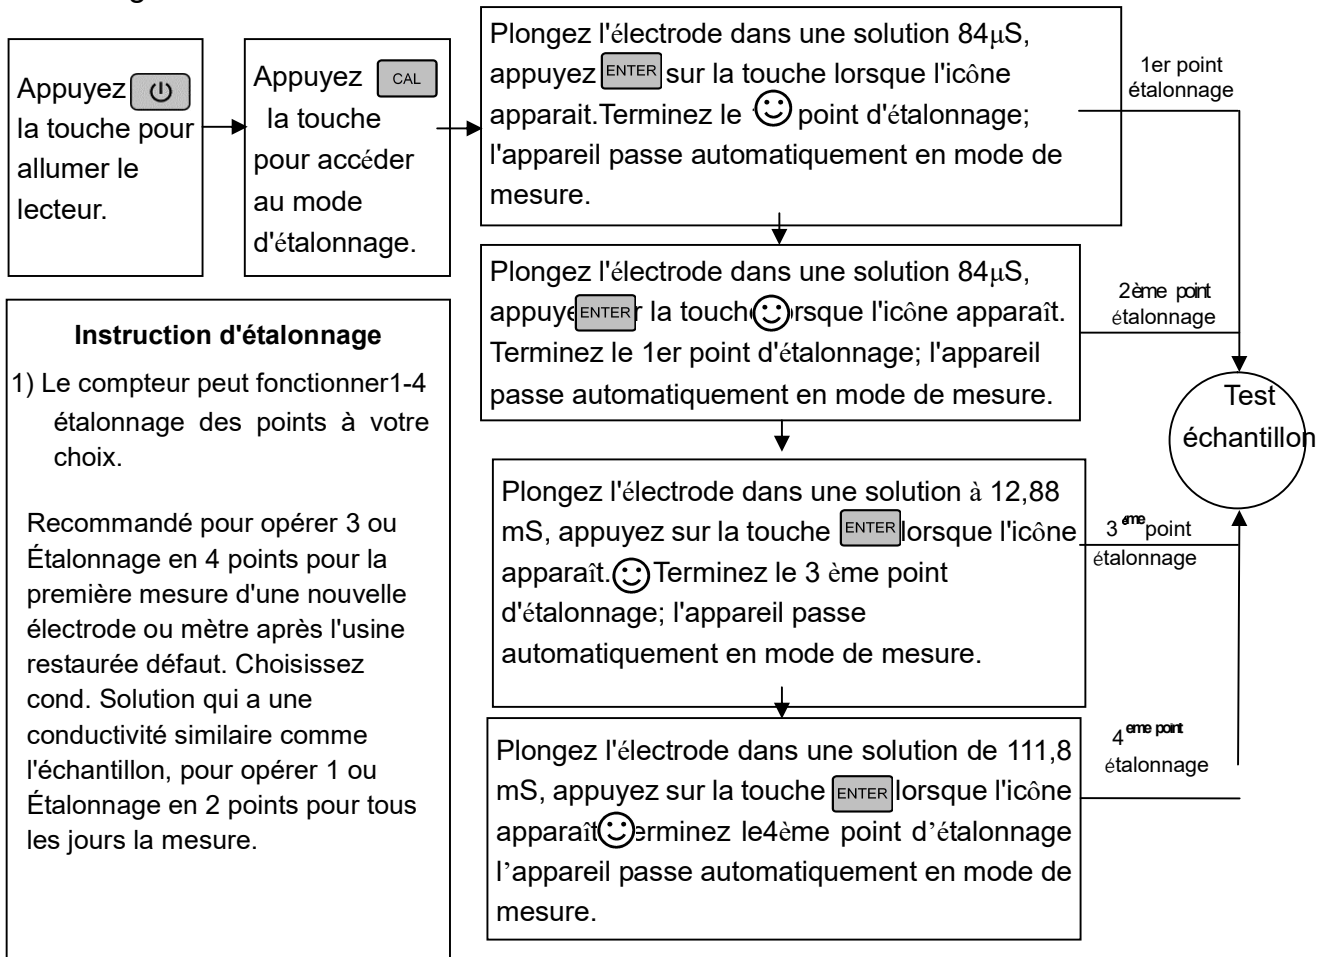 Appuyez
la touche pour
allumer le
lecteur.
Appuyez CAL
la touche
pour accéder
au mode
d'étalonnage.
Plongez l'électrode dans une solution 84μS,
appuyez ENTER sur la touche lorsque l'icône
apparait.Terminez le point d'étalonnage;
l'appareil passe automatiquement en mode de
mesure.
1er point
étalonnage
Plongez l'électrode dans une solution 84μS,
appuye ENTER r la touch rsque l'icône apparaît.
Terminez le 1er point d'étalonnage; l'appareil
passe automatiquement en mode de mesure.
2ème point
étalonnage
Test
échantillon
Plongez l'électrode dans une solution à 12,88
mS, appuyez sur la touche ENTER lorsque l'icône
apparaît. Terminez le 3 ème point
d'étalonnage; l'appareil passe
automatiquement en mode de mesure.
3 eme point
étalonnage
Plongez l'électrode dans une solution de 111,8
mS, appuyez sur la touche ENTER lorsque l'icône
apparaît erminez le4ème point d’étalonnage
l’appareil passe automatiquement en mode de
mesure.
4 eme point
étalonnage
Instruction d'étalonnage
1) Le compteur peut fonctionner1-4
étalonnage des points à votre
choix.
Recommandé pour opérer 3 ou
Étalonnage en 4 points pour la
première mesure d'une nouvelle
électrode ou mètre après l'usine
restaurée défaut. Choisissez
cond. Solution qui a une
conductivité similaire comme
l'échantillon, pour opérer 1 ou
Étalonnage en 2 points pour tous
les jours la mesure.